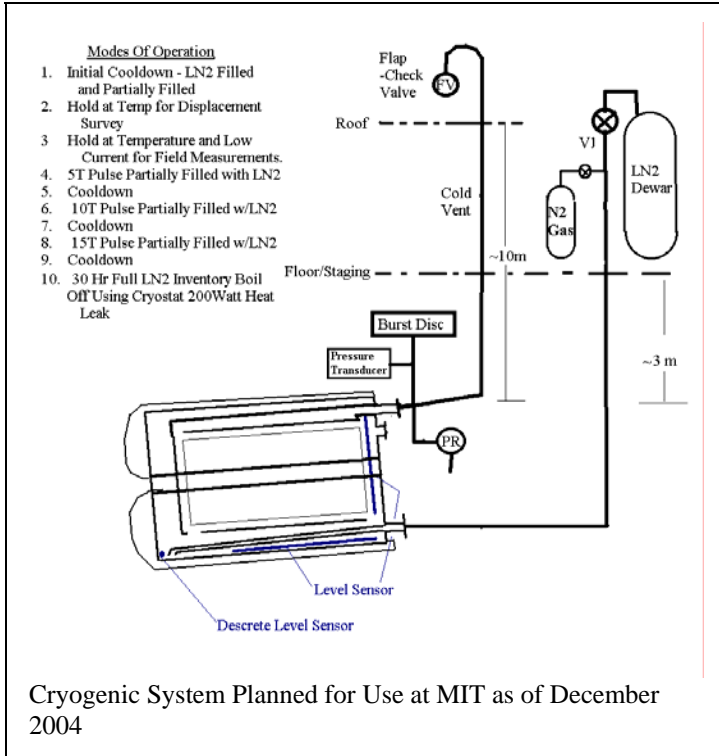 Modes Of Operation
1. Initial Cooldown - LN2 Filled
and Partially Filled
2. Hold at Temp for Displacement
Survey
3 Hold at Temperature and Low
Current for Field Measurements.
4. 5T Pulse Partially Filled with LN2
5. Cooldown
6. 10T Pulse Partially Filled w/LN2
7. Cooldown
8. 15T Pulse Partially Filled w/LN2
9. Cooldown
10. 30 Hr Full LN2 Inventory Boil
Off Using Cryostat 200Watt Heat
Leak
Flap
-Check
Valve
FV
Roof
VJ
LN2
Dewar
N2
Gas
Cold
Vent
~10m
Floor/Staging
Burst Disc
Pressure
Transducer
~3 m
PR
Level Sensor
Descrete Level Sensor
Cryogenic System Planned for Use at MIT as of December
2004